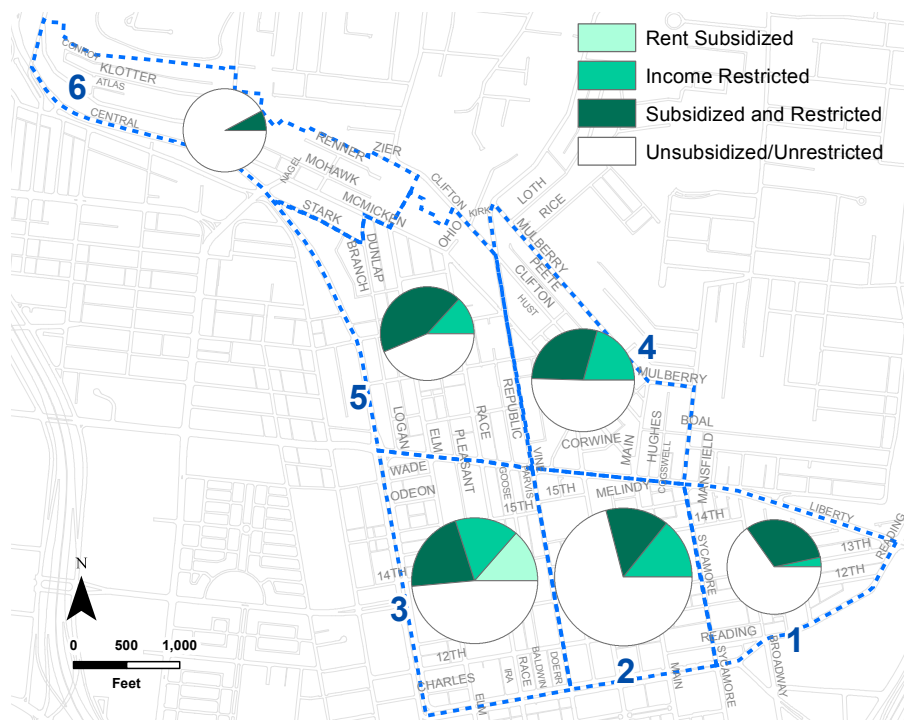 Rent Subsidized
Income Restricted
Subsidized and Restricted
Unsubsidized/Unrestricted
CONROY
KLOTTER
ATLAS
6
CENTRAL
RENNER
ZIER
MOHAWK
NAGEL
MCMICKEN
STARK
CLIFTON
KIRK
LOTH
RICE
OHIO
MULBERRY
PEETE
CLIFTON
HUST
BRANCH
DUNLAP
4
MULBERRY
5
REPUBLIC
RACE
LOGAN
ELM
PLEASANT
VINE
CORWINE
MAIN
HUGHES
COGSWELL
BOAL
MANSFIELD
WADE
ODEON
GOOSE
PARVIS
15TH
15TH
MELINDY
14TH
LIBERTY
READING
13TH
12TH
SYCAMORE
14TH
3
12TH
CHARLES
ELM
IRA
RACE
BALDWIN
DOERR
2
MAIN
READING
SYCAMORE
BROADWAY
1
N
0 500 1,000
Feet